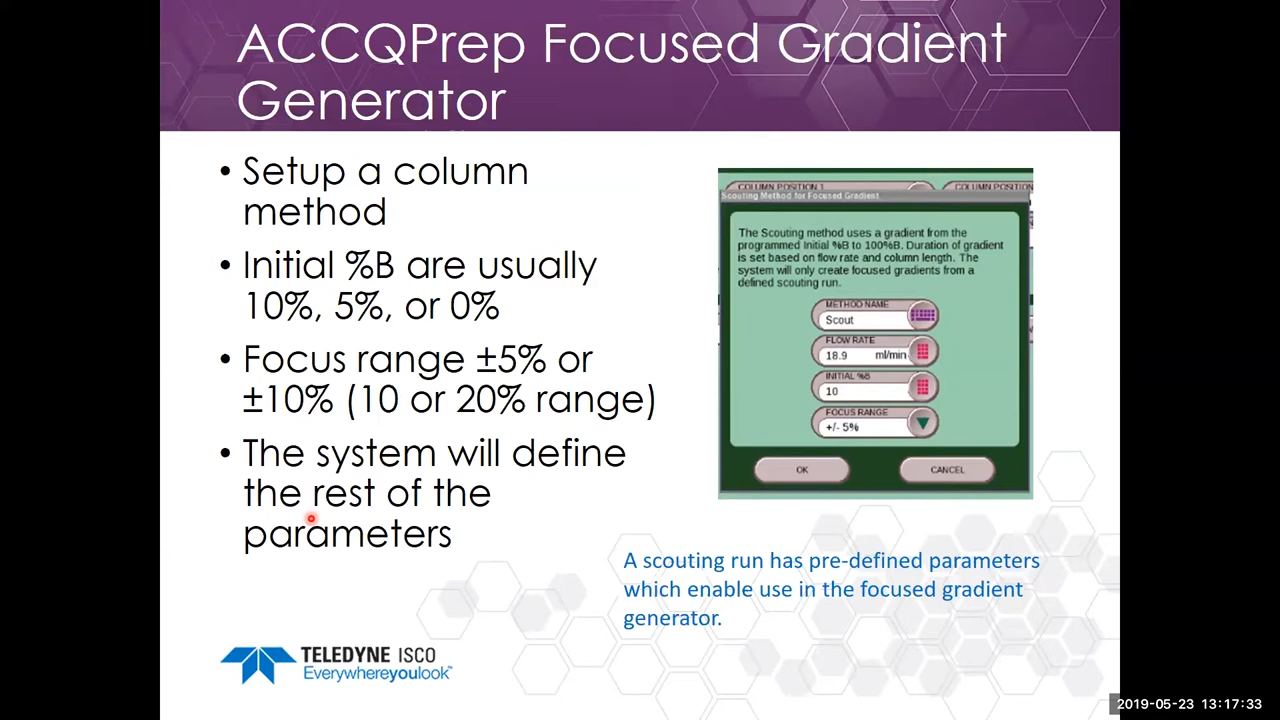 ACCQPrep Focused Gradient
Generator
• Setup a column
method
• Initial %B are usually
10%, 5%, or 0%
• Focus range ±5% or
±10% (10 or 20% range)
• The system will define
the rest of the
parameters
COLUMN POSITION 1
COLUMN POSITION
Scouting Method for Focused Gradient
The Scouting method uses a gradient from the
programmed Initial %B to 100%B. Duration of gradient
is set based on flow rate and column length. The
system will only create focused gradients from a
defined scouting run.
METHOD NAME
Scout
FLOW RATE
18.9 ml/min
INITIAL %B
10
FOCUS RANGE
+/- 5%
OK
CANCEL
A scouting run has pre-defined parameters
which enable use in the focused gradient
generator.
TELEDYNE ISCO
Everywhereyoulook™
2019-05-23 13:17:33